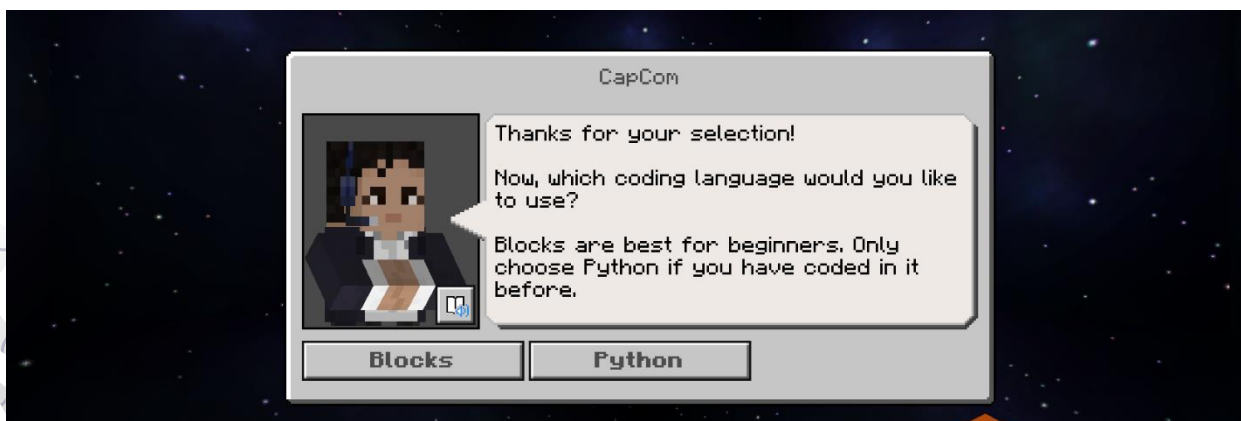 CapCom
Thanks for your selection!
Now, which coding language would you like
to use?
Blocks are best for beginners. Only
choose Python if you have coded in it
before.
Blocks
Python